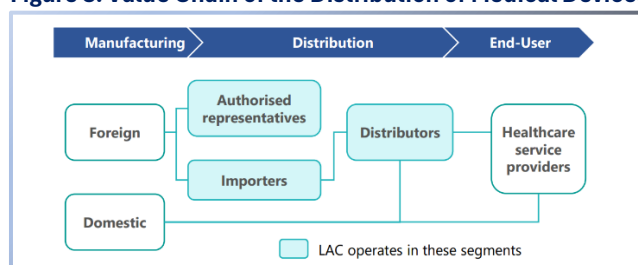 Figure 3: Value Chain of the Distribution of Medical Device
Manufacturing
Distribution
End-User
Foreign
Authorised
representatives
Importers
Distributors
Healthcare
service
providers
Domestic
LAC operates in these segments